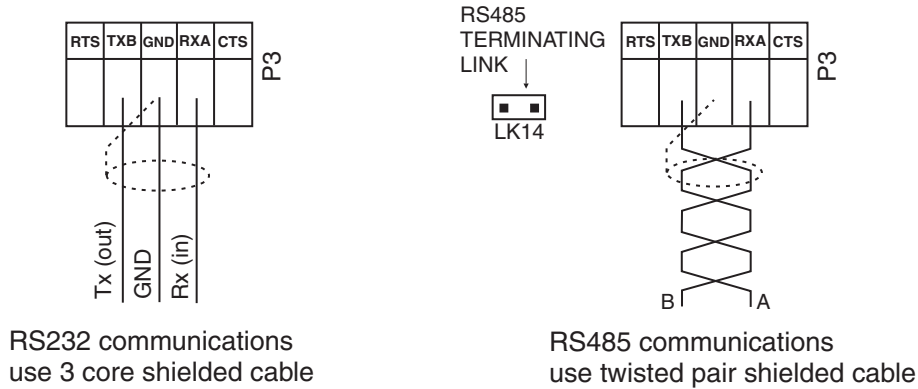 RTS TXB GND RXA CTS
P3
Tx (out)
GND
Rx (in)
RS232 communications
use 3 core shielded cable
RS485
TERMINATING
LINK
LK14
RTS TXB GND RXA CTS
P3
B A
RS485 communications
use twisted pair shielded cable